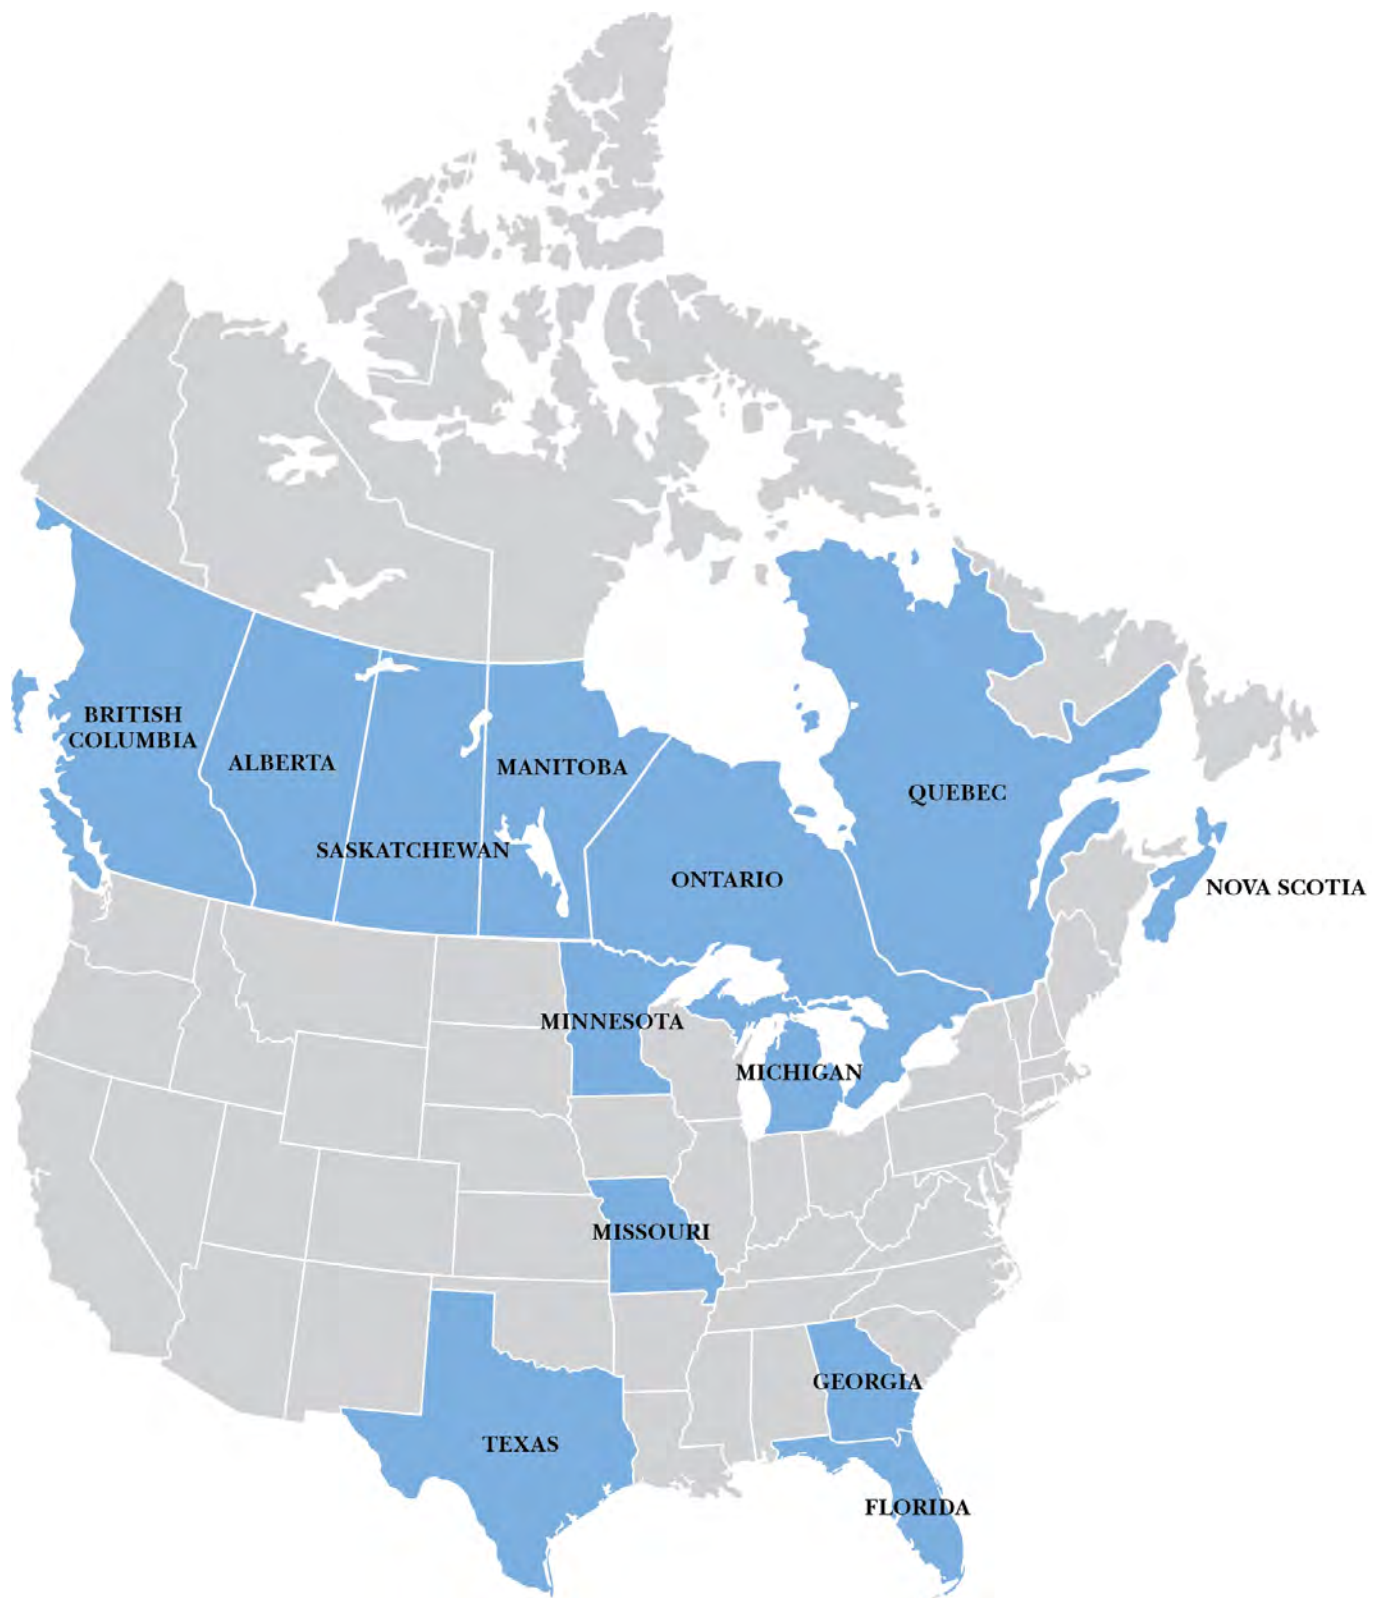 BRITISH
COLUMBIA
ALBERTA
MANITOBA
QUEBEC
SASKATCHEWAN
ONTARIO
NOVA SCOTIA
MINNESOTA
MICHIGAN
MISSOURI
GEORGIA
TEXAS
FLORIDA